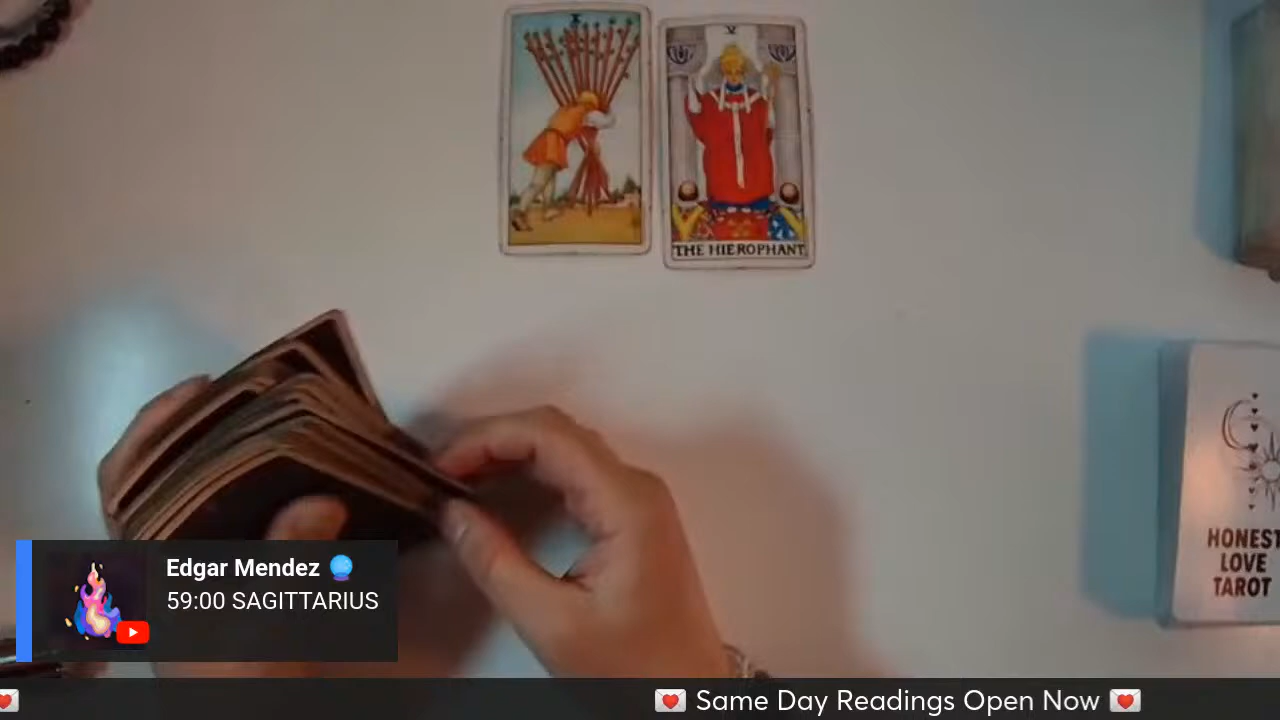 X
V
THE HIEROPHANT.
HONEST
LOVE
TAROT
Edgar Mendez 🔮
59:00 SAGITTARIUS
💌 Same Day Readings Open Now 💌